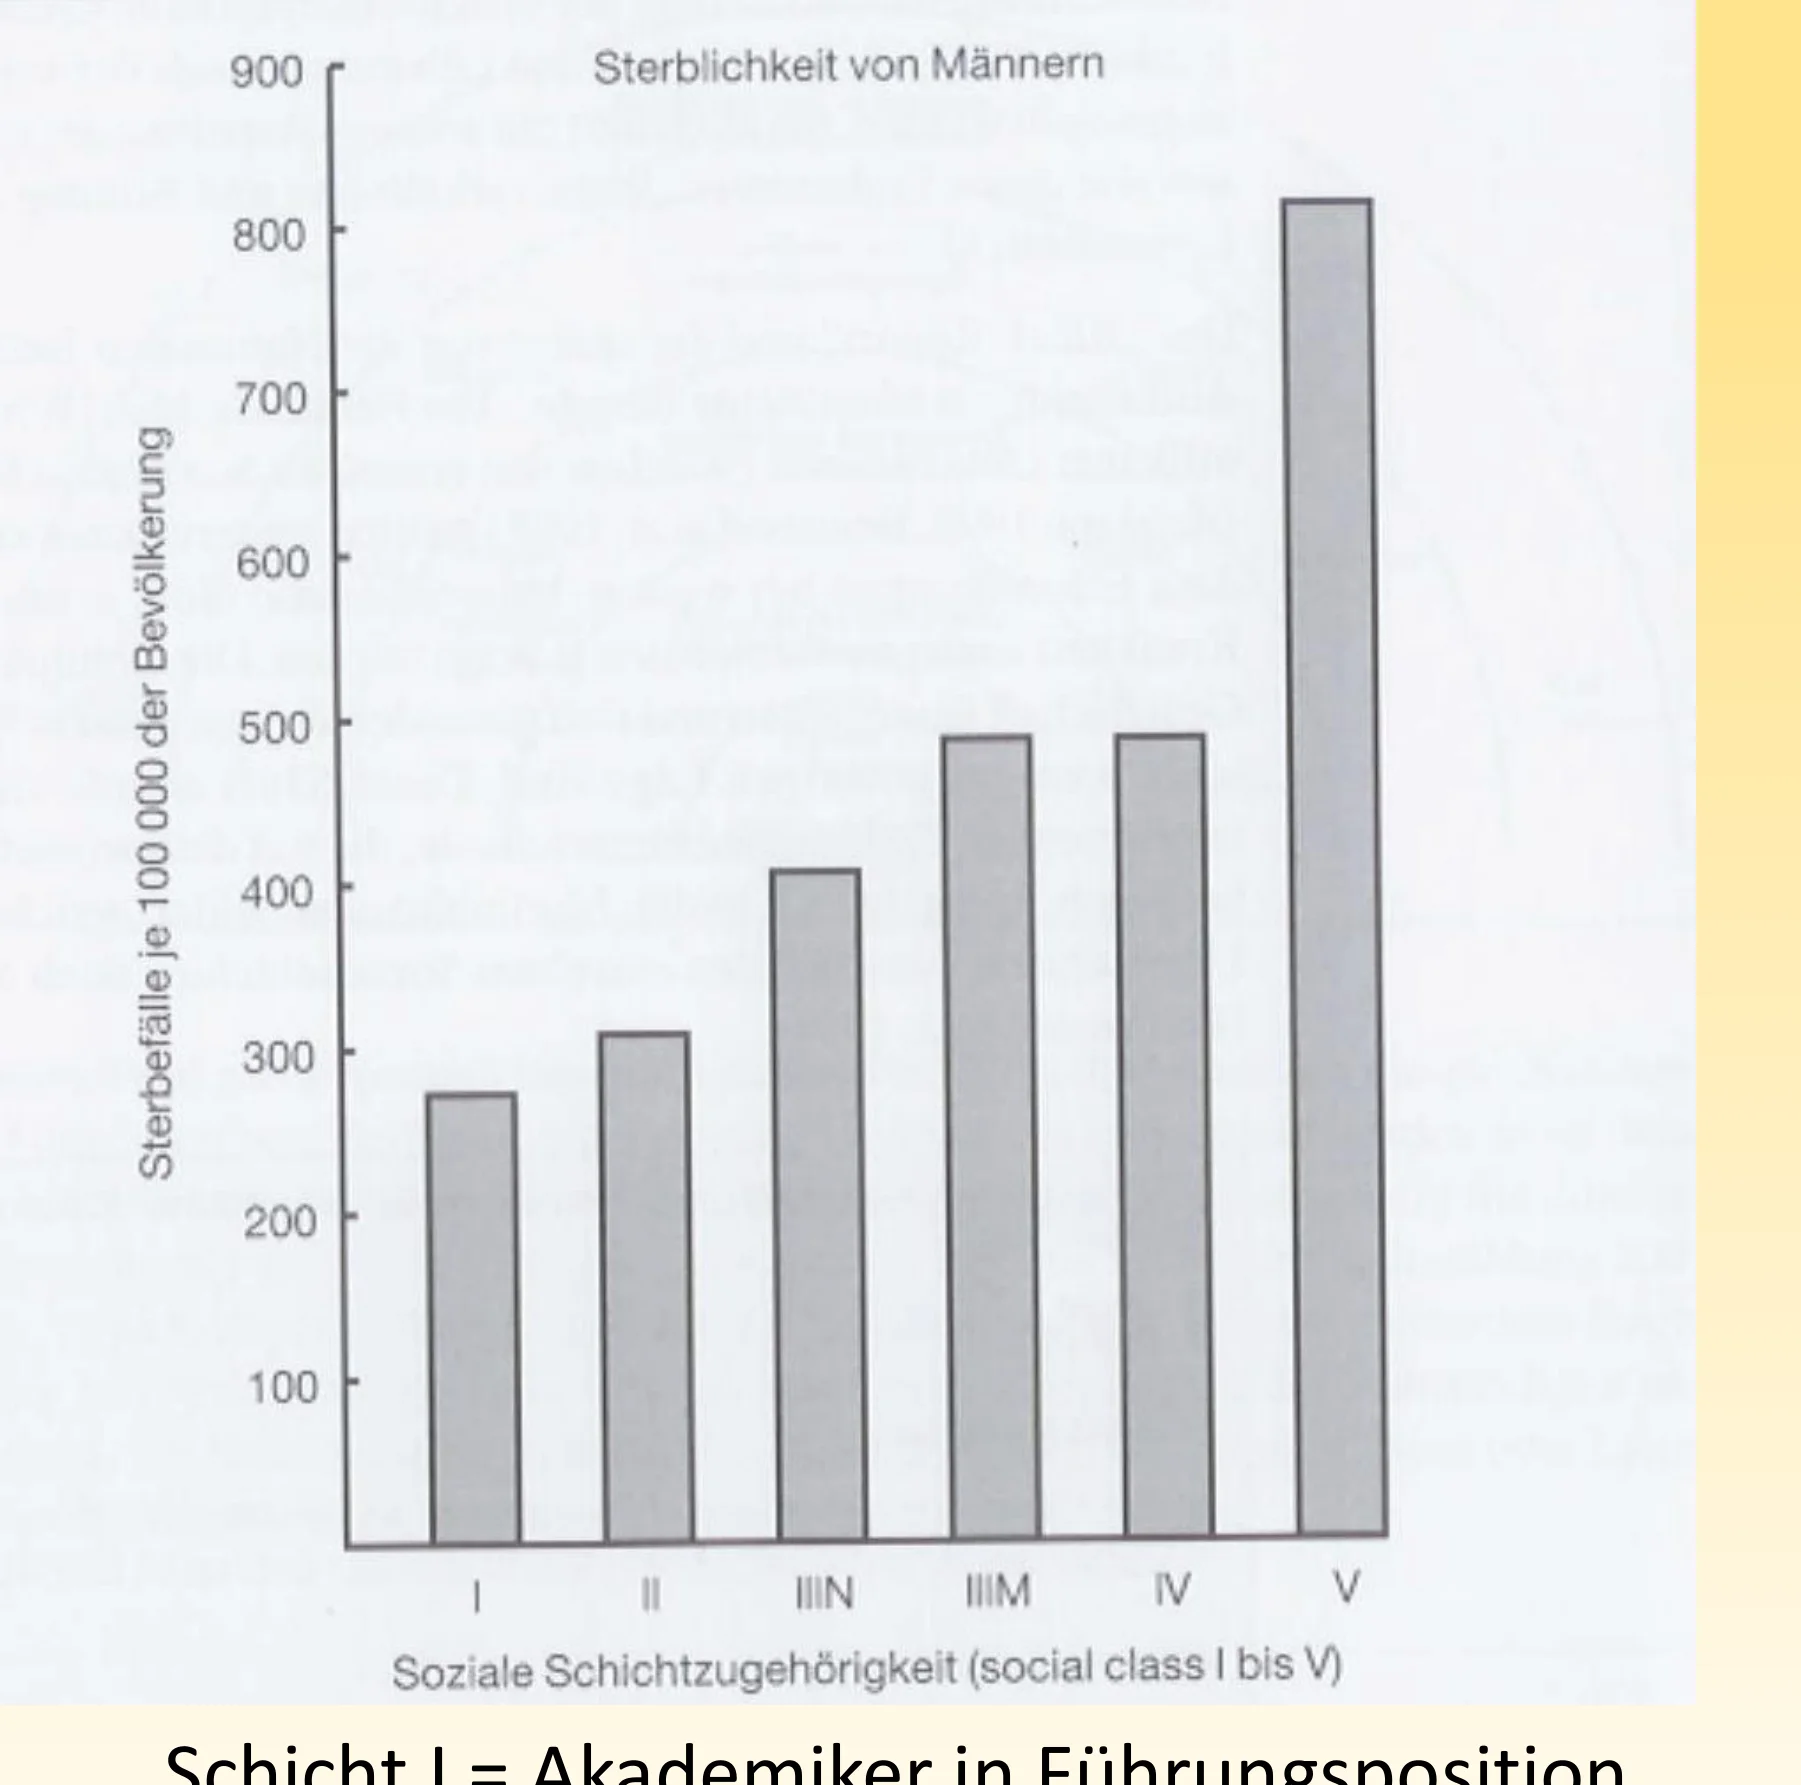 Sterblichkeit von Männern
900
800
700
600
500
400
300
200
100
Sterbefälle je 100 000 der Bevölkerung
I II IIIN IIIM IV V
Soziale Schichtzugehörigkeit (social class I bis V)
Schicht I = Akademiker in Führungsposition